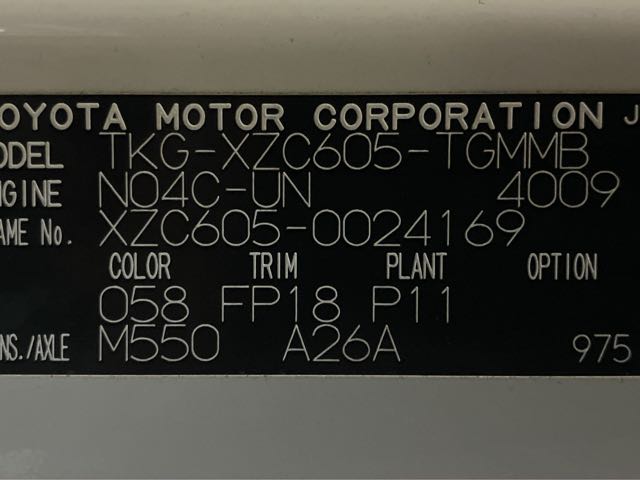 OYOTA MOTOR CORPORATION J
ODEL TKG-XZC605-TGMMB
NGINE N04C-UN 4009
AME No. XZC605-0024169
COLOR TRIM PLANT OPTION
058 FP18 P11
NS./AXLE M550 A26A 975